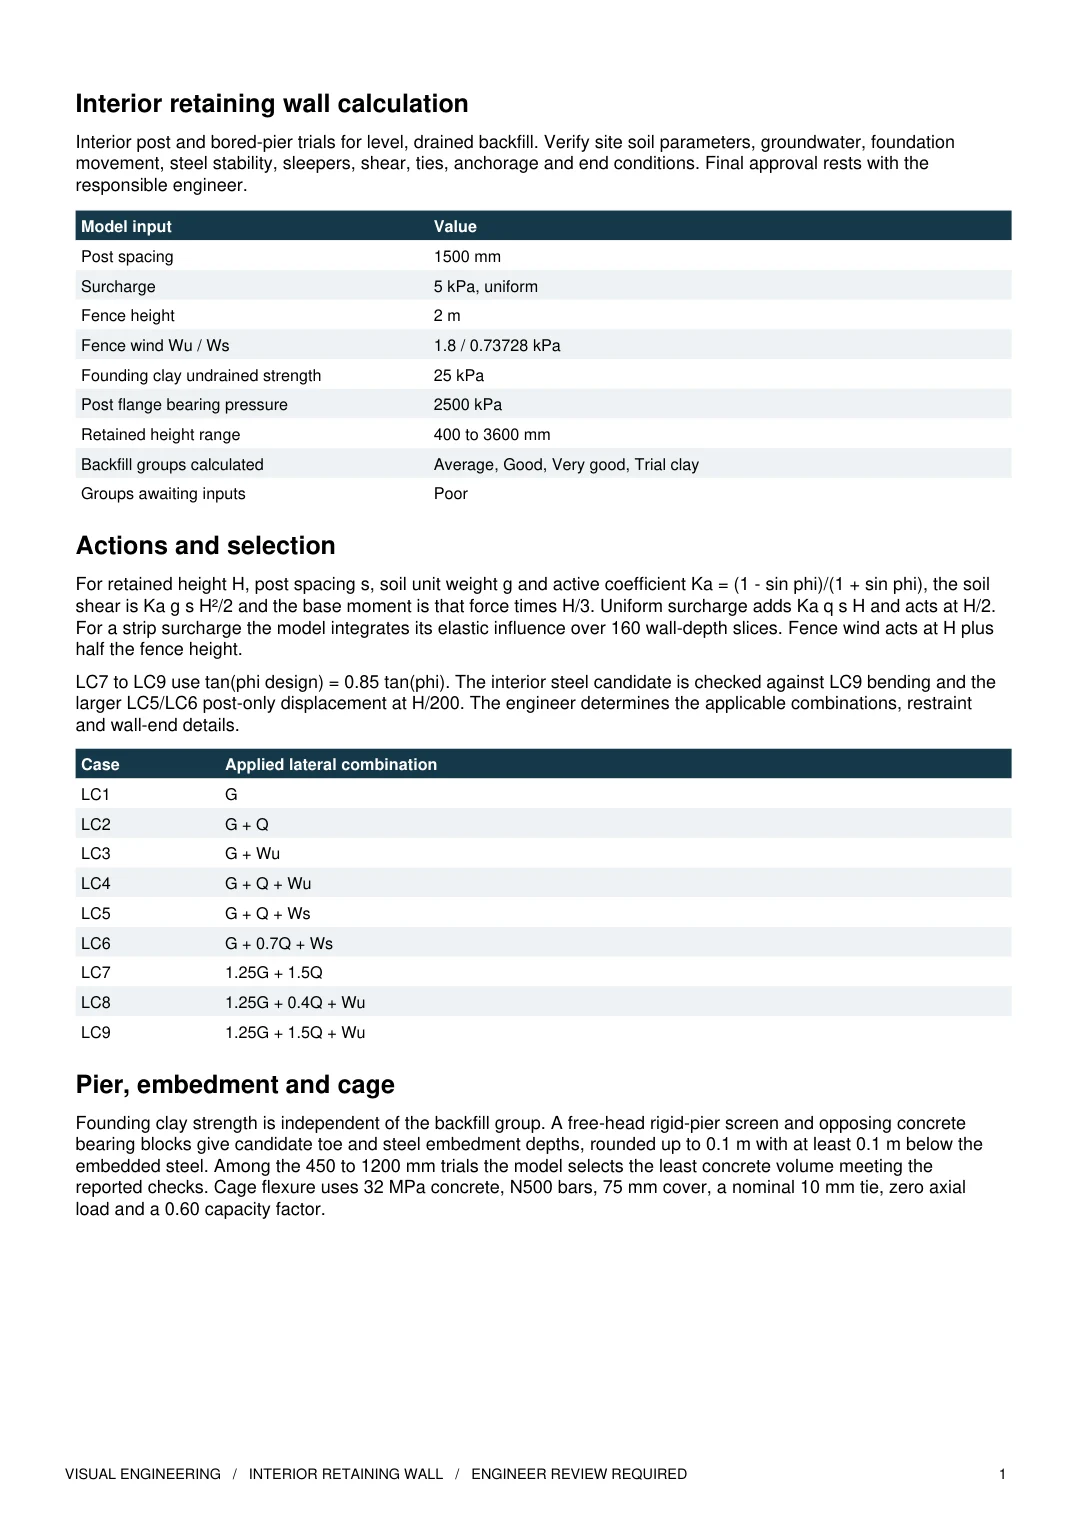 Interior retaining wall calculation
Interior post and bored-pier trials for level, drained backfill. Verify site soil parameters, groundwater, foundation
movement, steel stability, sleepers, shear, ties, anchorage and end conditions. Final approval rests with the
responsible engineer.
Model input Value
Post spacing 1500 mm
Surcharge 5 kPa, uniform
Fence height 2 m
Fence wind Wu / Ws 1.8 / 0.73728 kPa
Founding clay undrained strength 25 kPa
Post flange bearing pressure 2500 kPa
Retained height range 400 to 3600 mm
Backfill groups calculated Average, Good, Very good, Trial clay
Groups awaiting inputs Poor
Actions and selection
For retained height H, post spacing s, soil unit weight g and active coefficient Ka = (1 - sin phi)/(1 + sin phi), the soil
shear is Ka g s H²/2 and the base moment is that force times H/3. Uniform surcharge adds Ka q s H and acts at H/2.
For a strip surcharge the model integrates its elastic influence over 160 wall-depth slices. Fence wind acts at H plus
half the fence height.
LC7 to LC9 use tan(phi design) = 0.85 tan(phi). The interior steel candidate is checked against LC9 bending and the
larger LC5/LC6 post-only displacement at H/200. The engineer determines the applicable combinations, restraint
and wall-end details.
Case Applied lateral combination
LC1 G
LC2 G + Q
LC3 G + Wu
LC4 G + Q + Wu
LC5 G + Q + Ws
LC6 G + 0.7Q + Ws
LC7 1.25G + 1.5Q
LC8 1.25G + 0.4Q + Wu
LC9 1.25G + 1.5Q + Wu
Pier, embedment and cage
Founding clay strength is independent of the backfill group. A free-head rigid-pier screen and opposing concrete
bearing blocks give candidate toe and steel embedment depths, rounded up to 0.1 m with at least 0.1 m below the
embedded steel. Among the 450 to 1200 mm trials the model selects the least concrete volume meeting the
reported checks. Cage flexure uses 32 MPa concrete, N500 bars, 75 mm cover, a nominal 10 mm tie, zero axial
load and a 0.60 capacity factor.
VISUAL ENGINEERING / INTERIOR RETAINING WALL / ENGINEER REVIEW REQUIRED 1